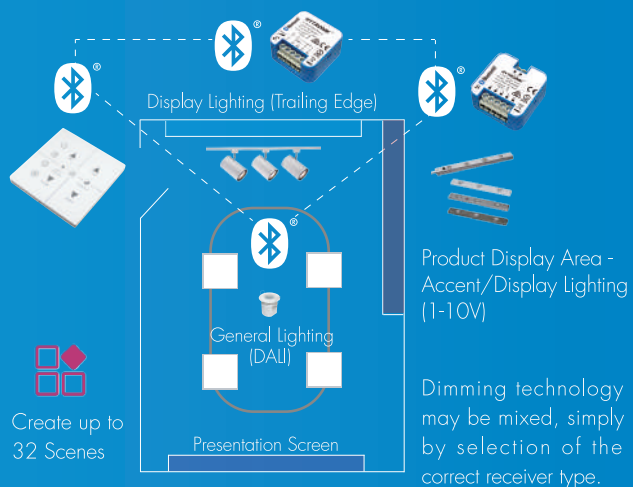 ®
®
®
Display Lighting (Trailing Edge)
®
Product Display Area -
Accent/Display Lighting
(1-10V)
General Lighting
(DALI)
Create up to
32 Scenes
Presentation Screen
Dimming technology
may be mixed, simply
by selection of the
correct receiver type.